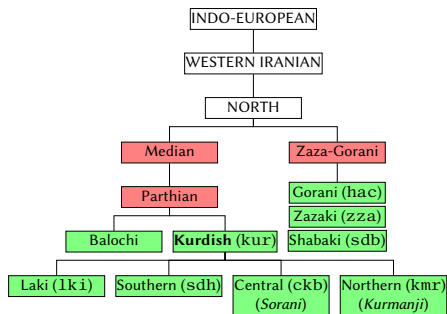 INDO-EUROPEAN
WESTERN IRANIAN
NORTH
Median
Zaza-Gorani
Parthian
Gorani (hac)
Zazaki (zza)
Balochi
Kurdish (kur)
Shabaki (sdb)
Laki (lki)
Southern (sdh)
Central (ckb)
(Sorani)
Northern (kmr)
(Kurmanji)